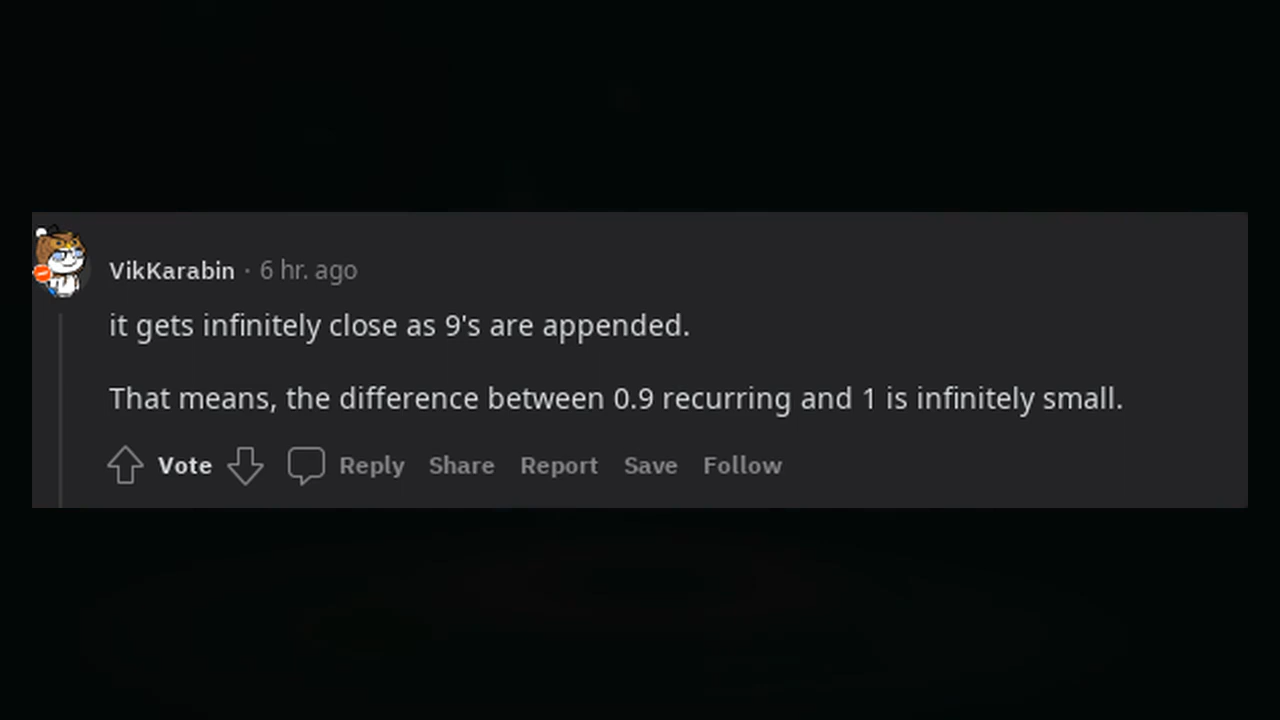 VikKarabin · 6 hr. ago
it gets infinitely close as 9's are appended.
That means, the difference between 0.9 recurring and 1 is infinitely small.
Vote Reply Share Report Save Follow